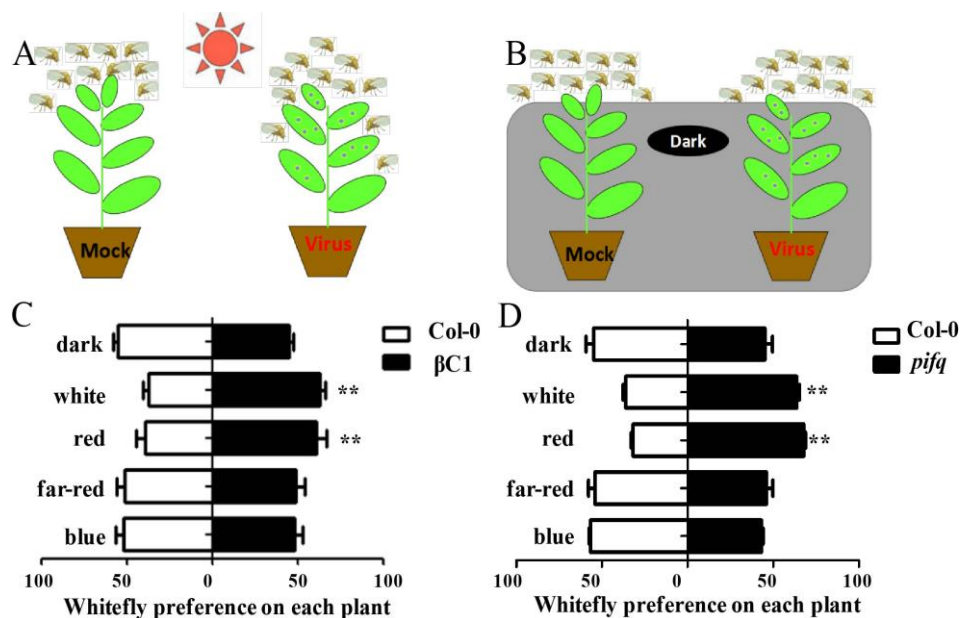 A
B
Dark
Mock
Virus
Mock
Virus
C
Col-0
βC1
dark
white
**
red
**
far-red
blue
100 50 0 50 100
Whitefly preference on each plant
D
Col-0
pifq
dark
white
**
red
**
far-red
blue
100 50 0 50 100
Whitefly preference on each plant